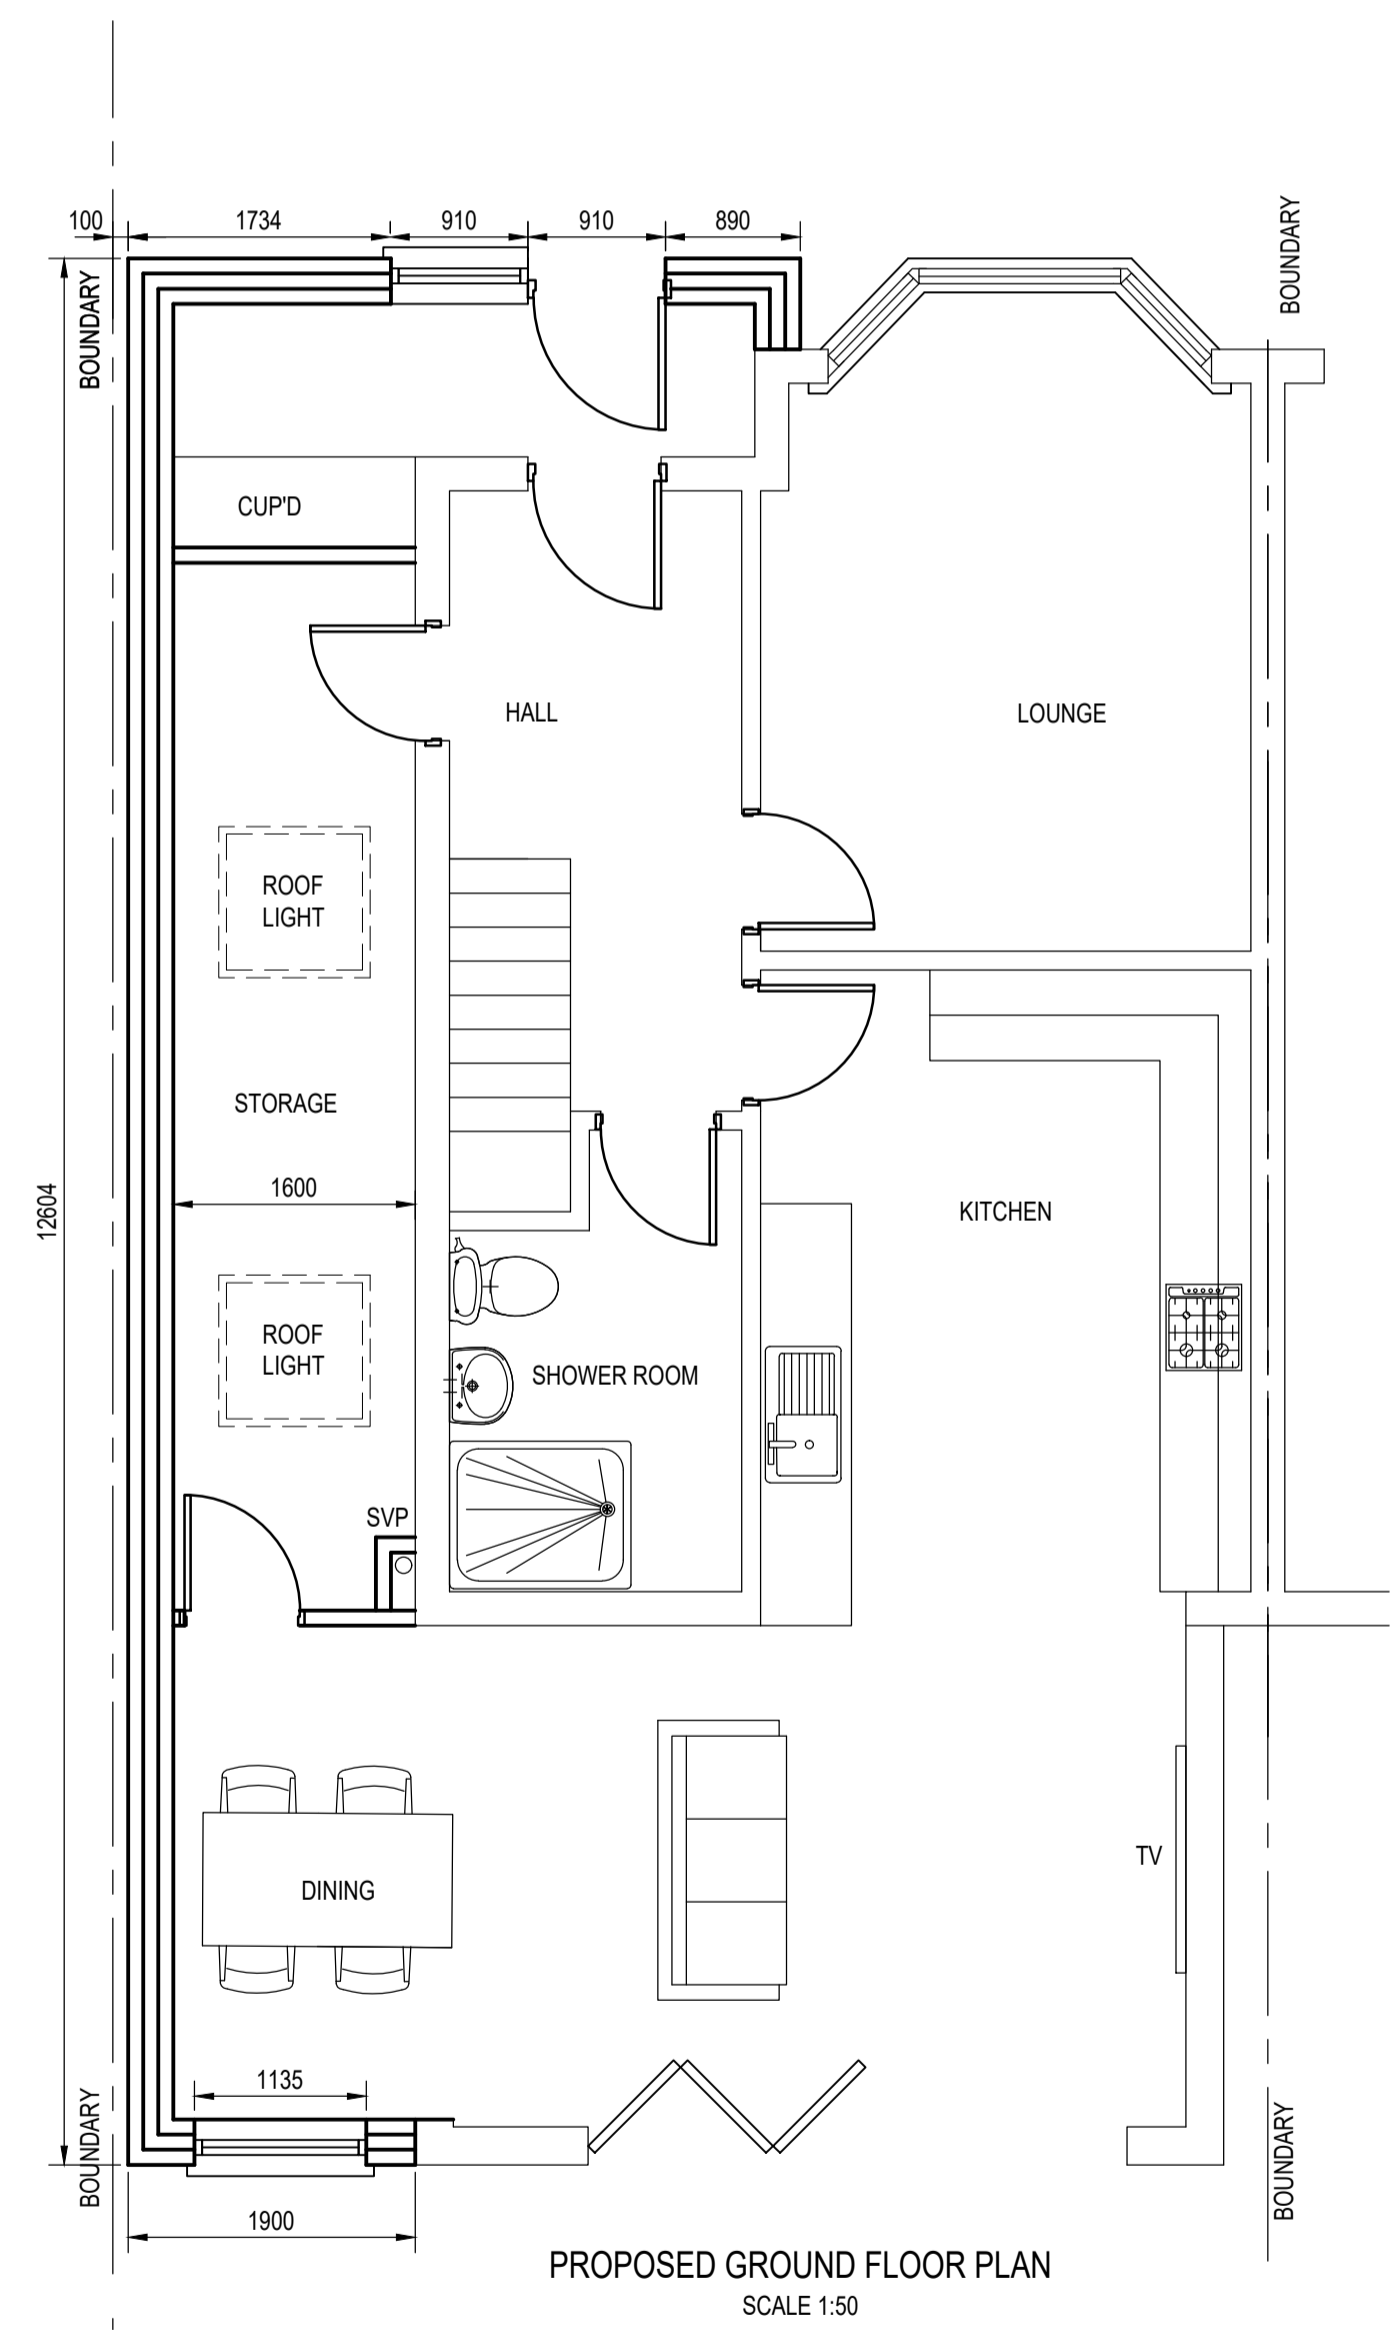 100
1734
910
910
890
BOUNDARY
BOUNDARY
CUP'D
HALL
LOUNGE
ROOF
LIGHT
STORAGE
1600
12604
KITCHEN
ROOF
LIGHT
SHOWER ROOM
SVP
DINING
TV
1135
BOUNDARY
BOUNDARY
1900
PROPOSED GROUND FLOOR PLAN
SCALE 1:50